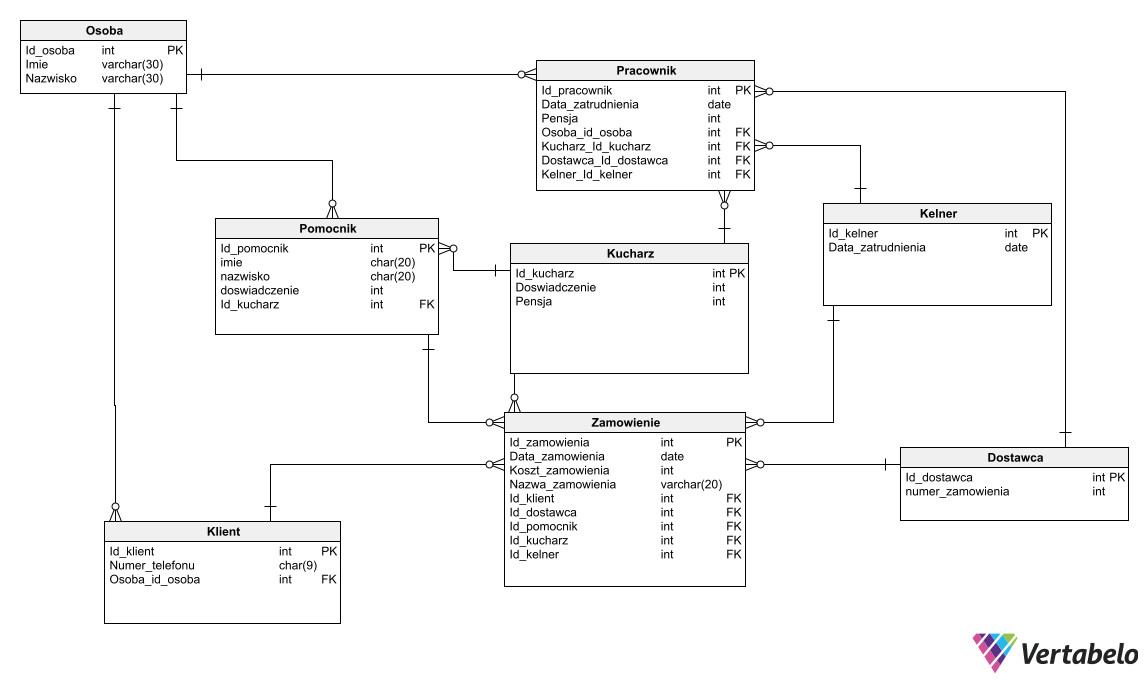 Osoba
Id_osoba int PK
Imie varchar(30)
Nazwisko varchar(30)
Pracownik
Id_pracownik int PK
Data_zatrudnienia date
Pensja int
Osoba_id_osoba int FK
Kucharz_Id_kucharz int FK
Dostawca_Id_dostawca int FK
Kelner_Id_kelner int FK
Pomocnik
Id_pomocnik int PK
imie char(20)
nazwisko char(20)
doswiadczenie int
Id_kucharz int FK
Kucharz
Id_kucharz int PK
Doswiadczenie int
Pensja int
Kelner
Id_kelner int PK
Data_zatrudnienia date
Zamowienie
Id_zamowienia int PK
Data_zamowienia date
Koszt_zamowienia int
Nazwa_zamowienia varchar(20)
Id_klient int FK
Id_dostawca int FK
Id_pomocnik int FK
Id_kucharz int FK
Id_kelner int FK
Dostawca
Id_dostawca int PK
numer_zamowienia int
Klient
Id_klient int PK
Numer_telefonu char(9)
Osoba_id_osoba int FK
Vertabelo